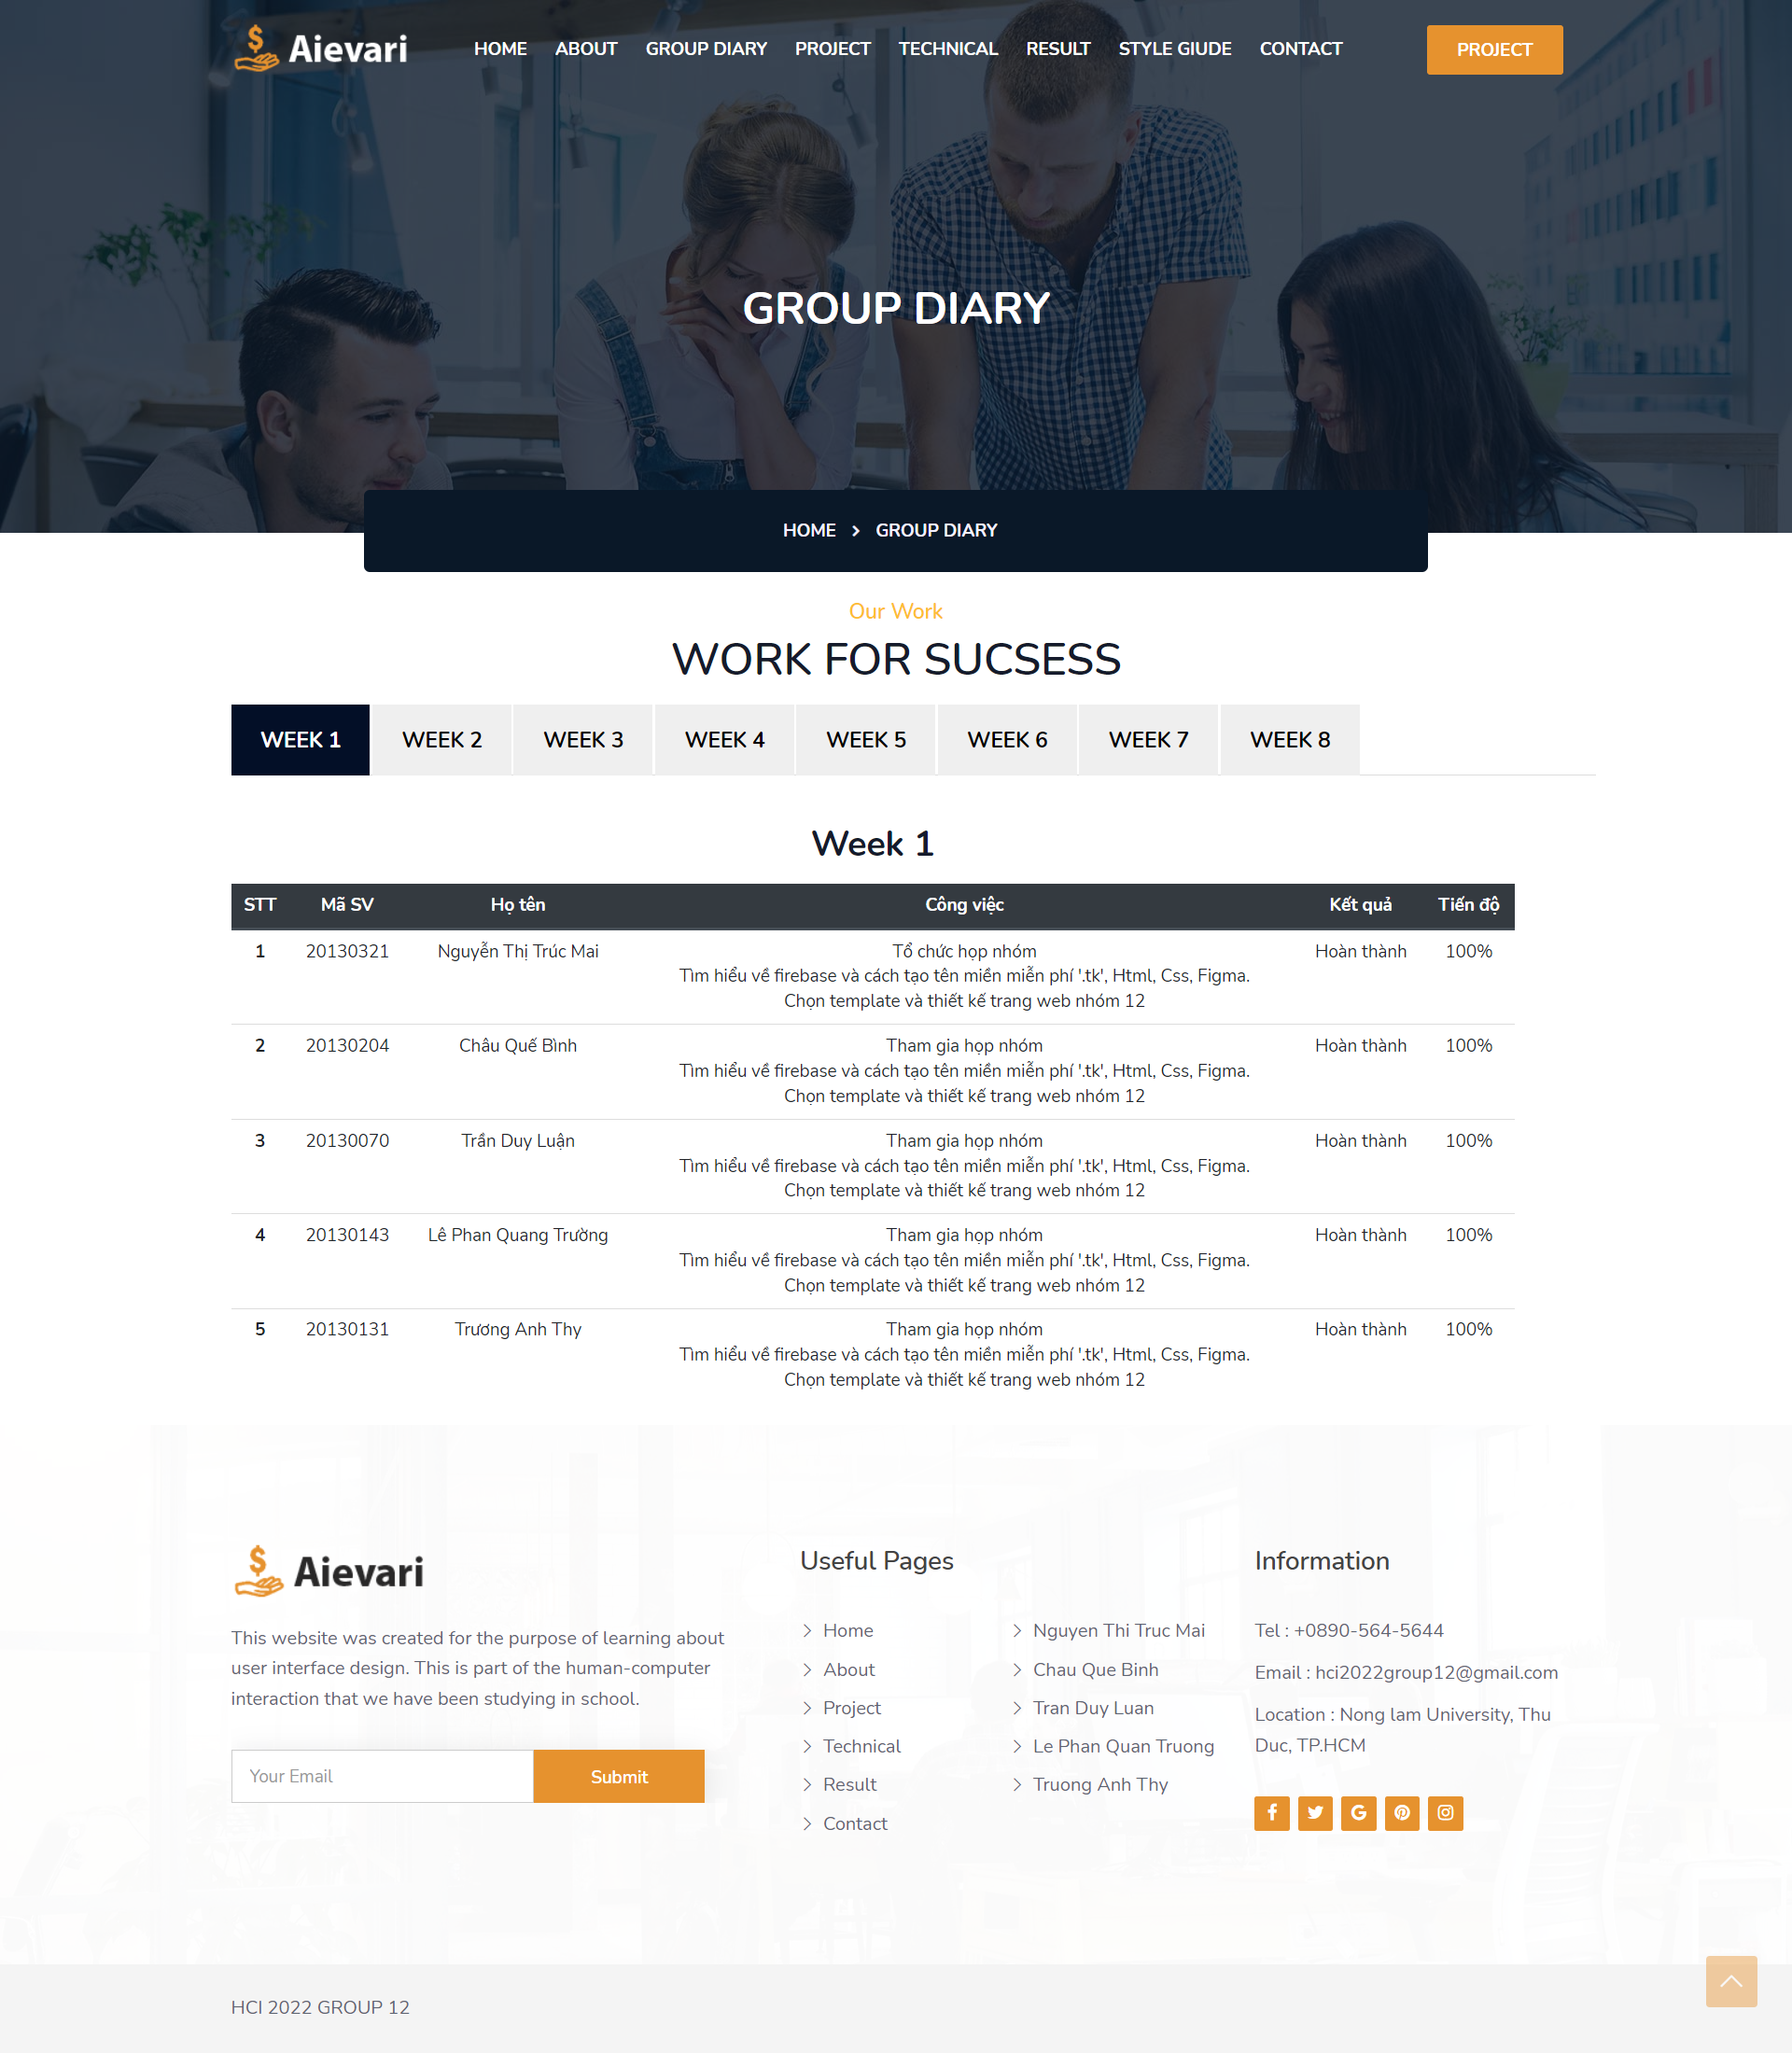 Aievari
HOME ABOUT GROUP DIARY PROJECT TECHNICAL RESULT STYLE GIUDE CONTACT
PROJECT
GROUP DIARY
HOME GROUP DIARY
Our Work
WORK FOR SUCSESS
WEEK 1 WEEK 2 WEEK 3 WEEK 4 WEEK 5 WEEK 6 WEEK 7 WEEK 8
Week 1
STT Mã SV Họ tên Công việc Kết quả Tiến độ
1 20130321 Nguyễn Thị Trúc Mai Tổ chức họp nhóm Hoàn thành 100%
Tìm hiểu về firebase và cách tạo tên miền miễn phí '.tk', Html, Css, Figma.
Chọn template và thiết kế trang web nhóm 12
2 20130204 Châu Quế Bình Tham gia họp nhóm Hoàn thành 100%
Tìm hiểu về firebase và cách tạo tên miền miễn phí '.tk', Html, Css, Figma.
Chọn template và thiết kế trang web nhóm 12
3 20130070 Trần Duy Luận Tham gia họp nhóm Hoàn thành 100%
Tìm hiểu về firebase và cách tạo tên miền miễn phí '.tk', Html, Css, Figma.
Chọn template và thiết kế trang web nhóm 12
4 20130143 Lê Phan Quang Trường Tham gia họp nhóm Hoàn thành 100%
Tìm hiểu về firebase và cách tạo tên miền miễn phí '.tk', Html, Css, Figma.
Chọn template và thiết kế trang web nhóm 12
5 20130131 Trương Anh Thy Tham gia họp nhóm Hoàn thành 100%
Tìm hiểu về firebase và cách tạo tên miền miễn phí '.tk', Html, Css, Figma.
Chọn template và thiết kế trang web nhóm 12
Aievari
This website was created for the purpose of learning about
user interface design. This is part of the human-computer
interaction that we have been studying in school.
Your Email
Submit
Useful Pages
Home
About
Project
Technical
Result
Contact
Nguyen Thi Truc Mai
Chau Que Binh
Tran Duy Luan
Le Phan Quan Truong
Truong Anh Thy
Information
Tel : +0890-564-5644
Email : hci2022group12@gmail.com
Location : Nong lam University, Thu
Duc, TP.HCM
HCI 2022 GROUP 12